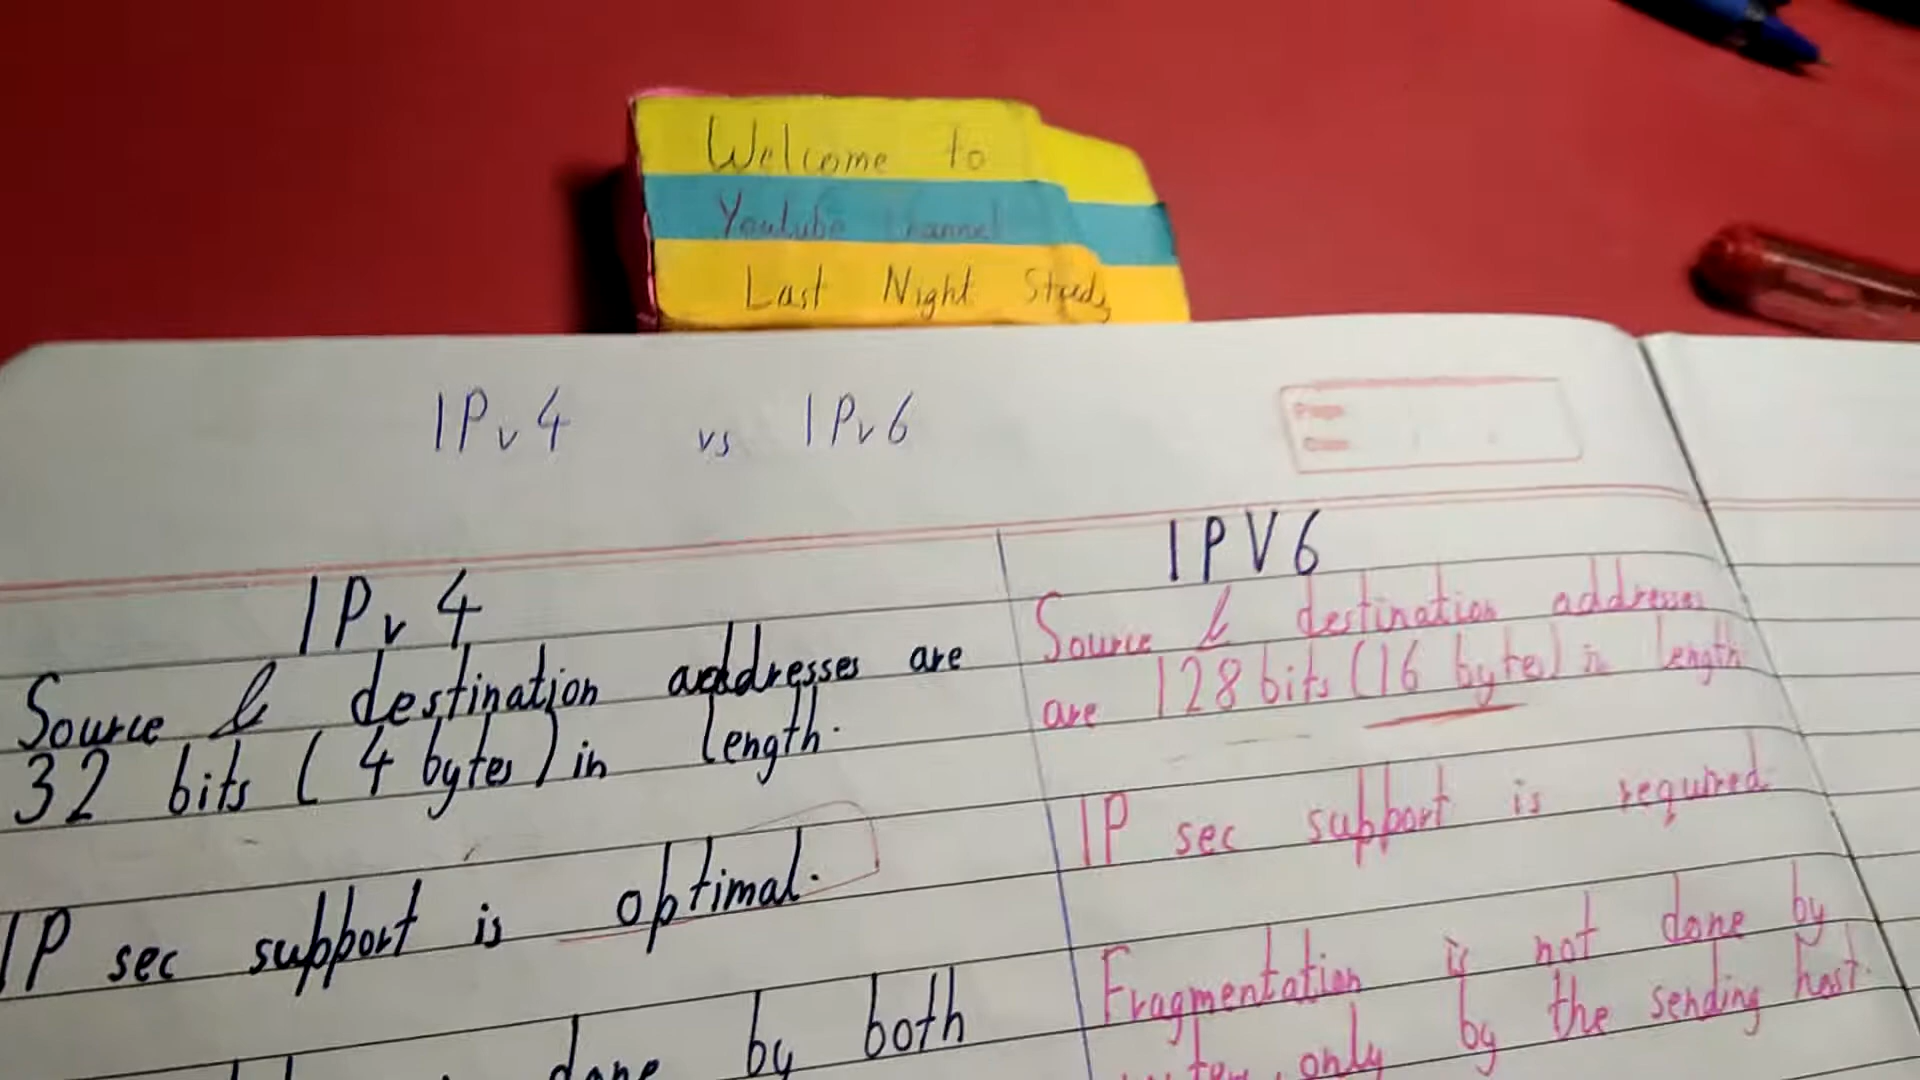 Welcome to
Youtube Channel
Last Night Study
IPv4 vs IPv6
Page
Date
IPv4
Source & destination addresses are
32 bits (4 bytes) in length.
IP sec support is optimal.
done by both
IPV6
Source & destination addresses
are 128 bits (16 bytes) in length
IP sec support is required.
Fragmentation is not done by
only by the sending host.